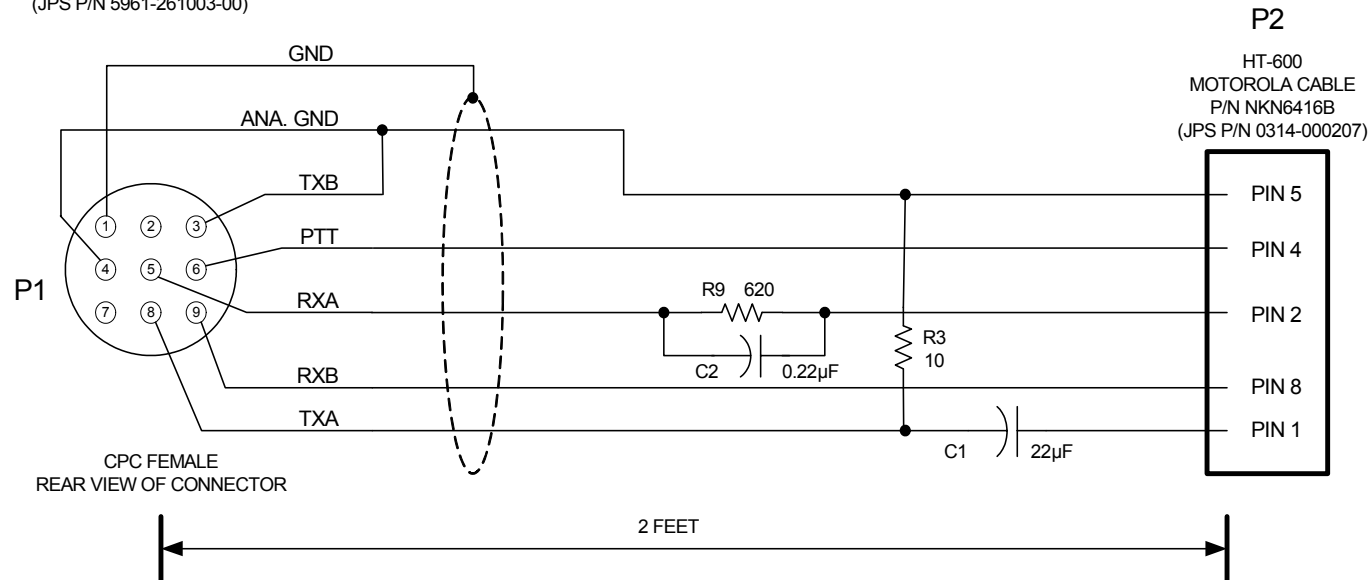 (JPS P/N 5961-261003-00)
P2
HT-600
MOTOROLA CABLE
P/N NKN6416B
(JPS P/N 0314-000207)
GND
ANA. GND
TXB
PTT
RXA
RXB
TXA
P1
1
2
3
4
5
6
7
8
9
R9 620
C2 0.22µF
R3
10
C1 22µF
PIN 5
PIN 4
PIN 2
PIN 8
PIN 1
CPC FEMALE
REAR VIEW OF CONNECTOR
2 FEET